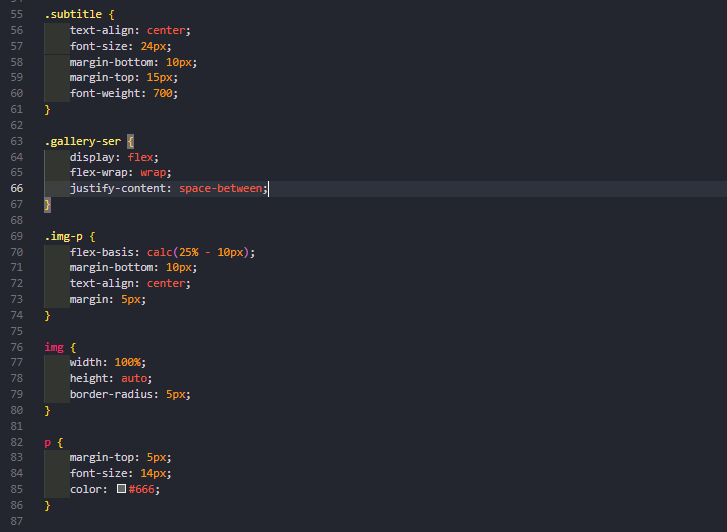 55 .subtitle {
56 text-align: center;
57 font-size: 24px;
58 margin-bottom: 10px;
59 margin-top: 15px;
60 font-weight: 700;
61 }
62
63 .gallery-ser {
64 display: flex;
65 flex-wrap: wrap;
66 justify-content: space-between;
67 }
68
69 .img-p {
70 flex-basis: calc(25% - 10px);
71 margin-bottom: 10px;
72 text-align: center;
73 margin: 5px;
74 }
75
76 img {
77 width: 100%;
78 height: auto;
79 border-radius: 5px;
80 }
81
82 p {
83 margin-top: 5px;
84 font-size: 14px;
85 color: #666;
86 }
87